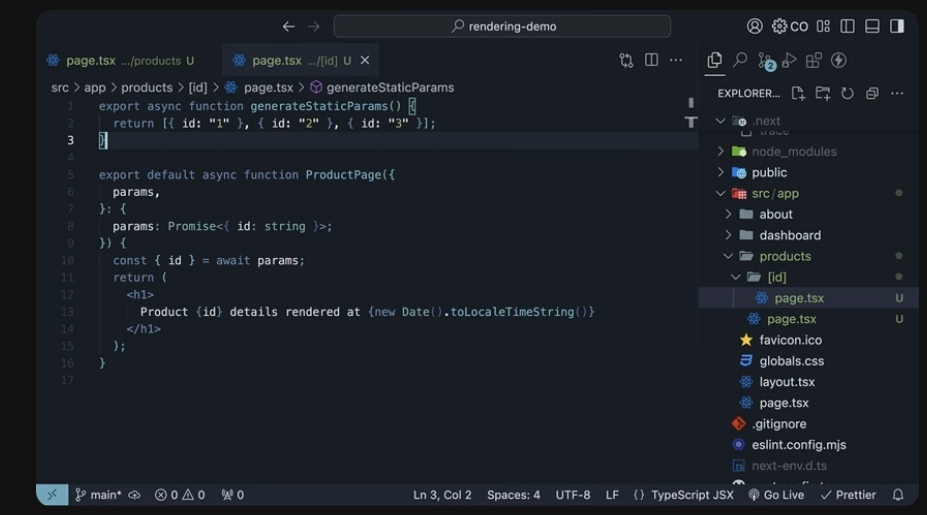 rendering-demo
CO
page.tsx .../products U
page.tsx .../[id] U
src > app > products > [id] > page.tsx > generateStaticParams
1 export async function generateStaticParams() {
2 return [{ id: "1" }, { id: "2" }, { id: "3" }];
3 }
4
5 export default async function ProductPage({
6 params,
7 }: {
8 params: Promise<{ id: string }>;
9 }) {
10 const { id } = await params;
11 return (
12 <h1>
13 Product {id} details rendered at {new Date().toLocaleTimeString()}
14 </h1>
15 );
16 }
17
2
EXPLORER...
.next
trace
node_modules
public
src/app
about
dashboard
products
[id]
page.tsx U
page.tsx U
favicon.ico
globals.css
layout.tsx
page.tsx
.gitignore
eslint.config.mjs
TS next-env.d.ts
main* 0 0 0 Ln 3, Col 2 Spaces: 4 UTF-8 LF {} TypeScript JSX Go Live Prettier